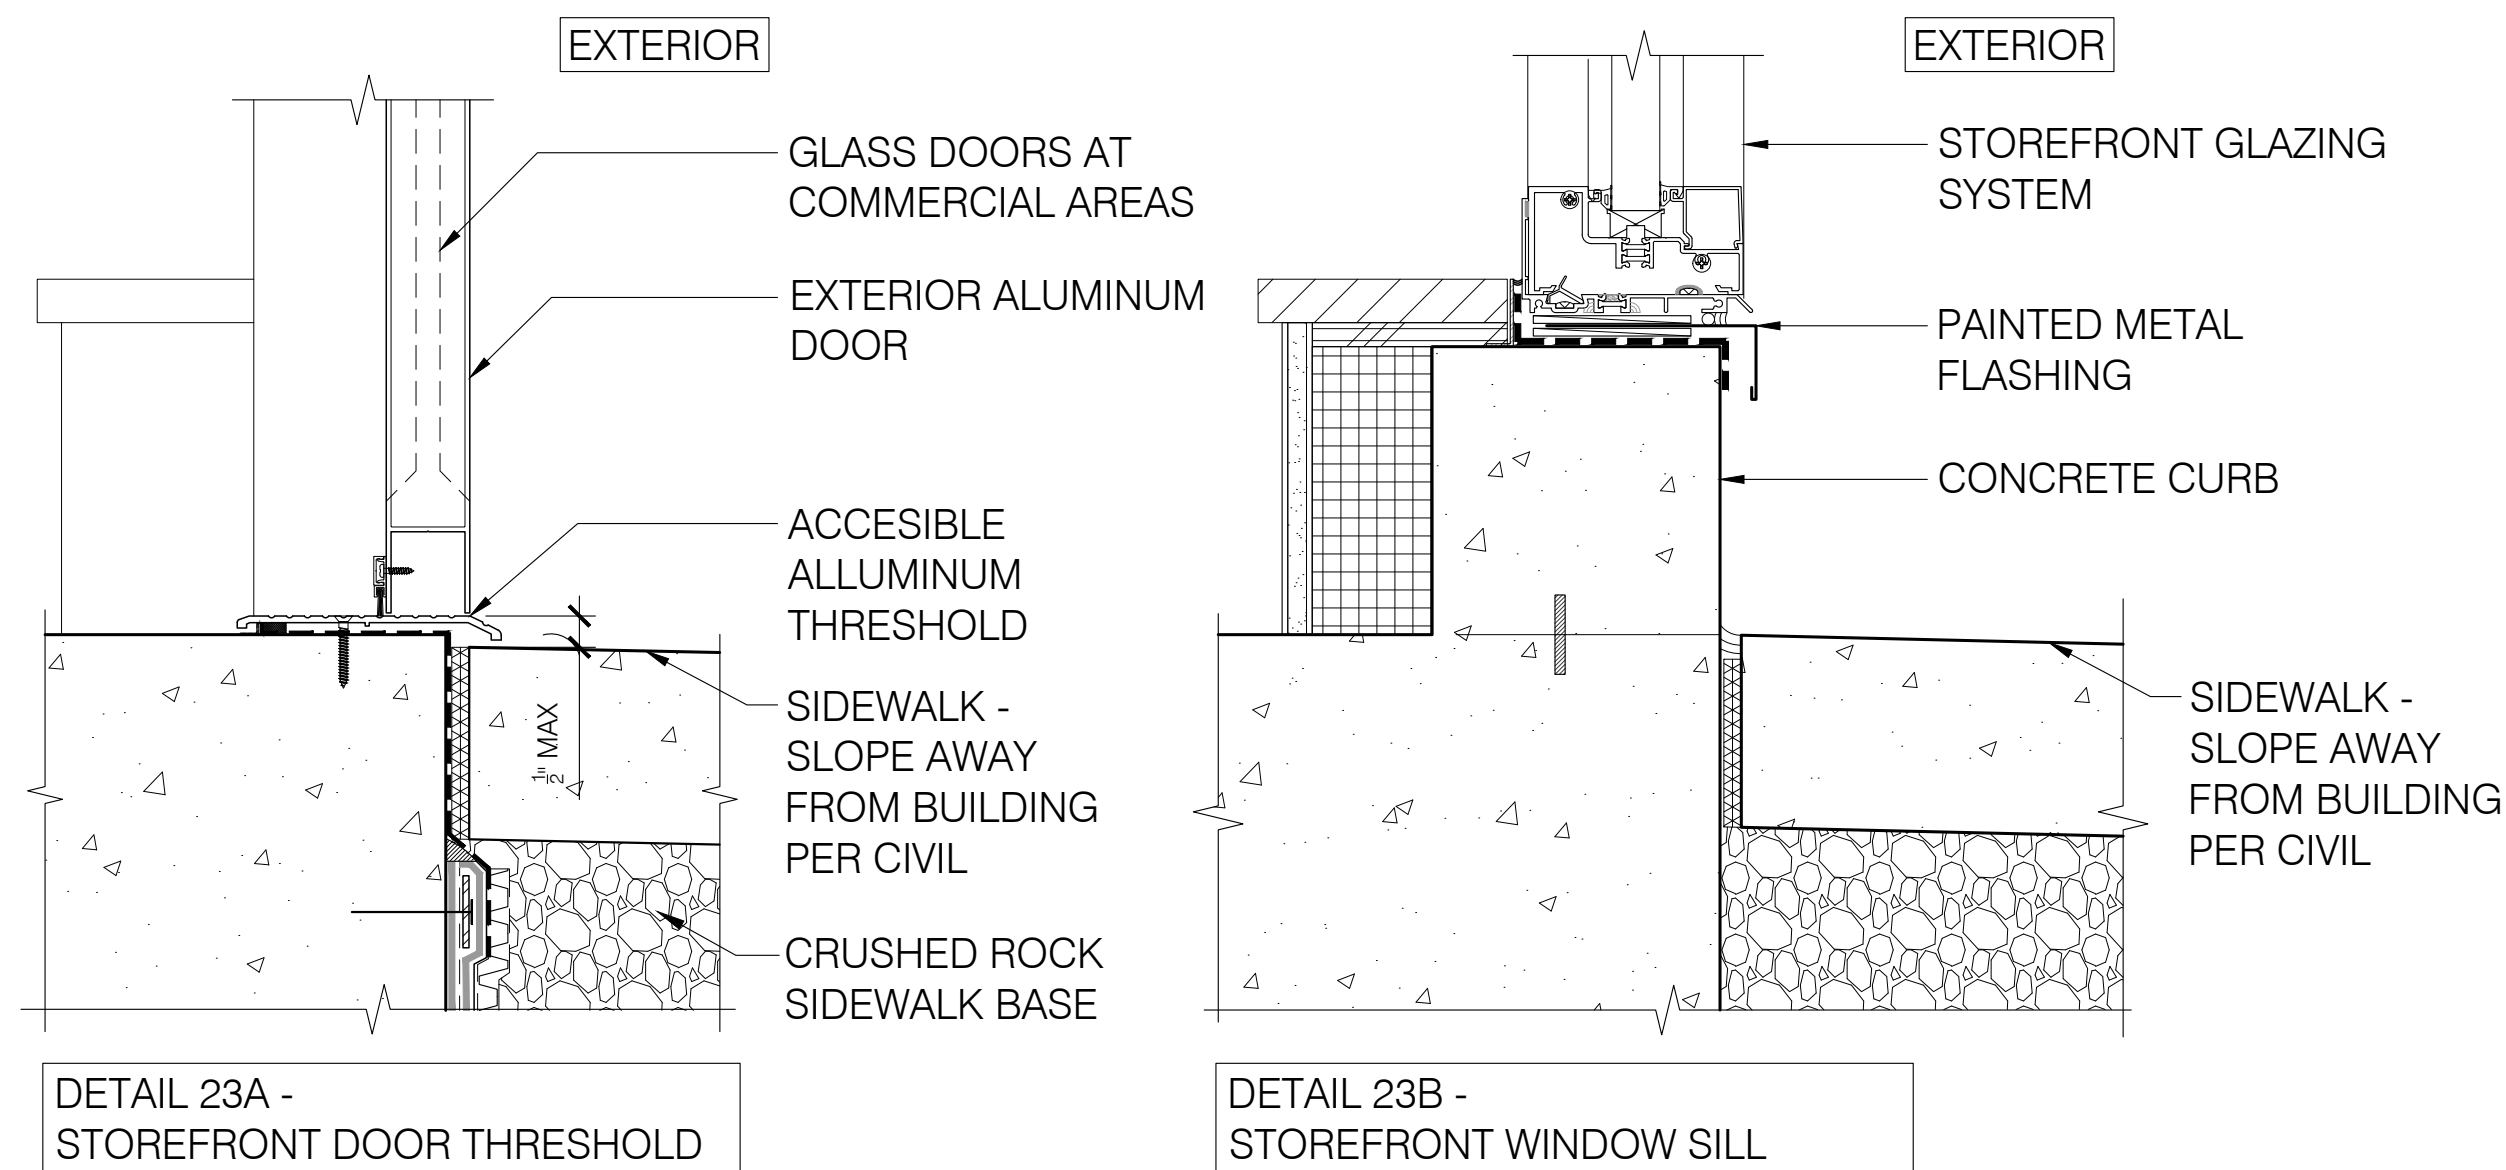 EXTERIOR
GLASS DOORS AT
COMMERCIAL AREAS
EXTERIOR ALUMINUM
DOOR
ACCESIBLE
ALLUMINUM
THRESHOLD
1/2" MAX
SIDEWALK -
SLOPE AWAY
FROM BUILDING
PER CIVIL
CRUSHED ROCK
SIDEWALK BASE
DETAIL 23A -
STOREFRONT DOOR THRESHOLD
EXTERIOR
STOREFRONT GLAZING
SYSTEM
PAINTED METAL
FLASHING
CONCRETE CURB
SIDEWALK -
SLOPE AWAY
FROM BUILDING
PER CIVIL
DETAIL 23B -
STOREFRONT WINDOW SILL